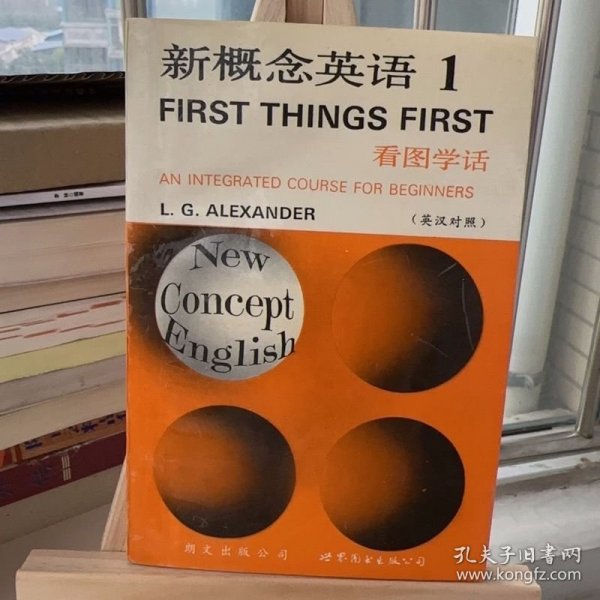 新概念英语 1
FIRST THINGS FIRST
看图学话
AN INTEGRATED COURSE FOR BEGINNERS
L. G. ALEXANDER
（英汉对照）
New
Concept
English
朗文出版公司
世界图书出版公司
孔夫子旧书网
www.kongfz.com